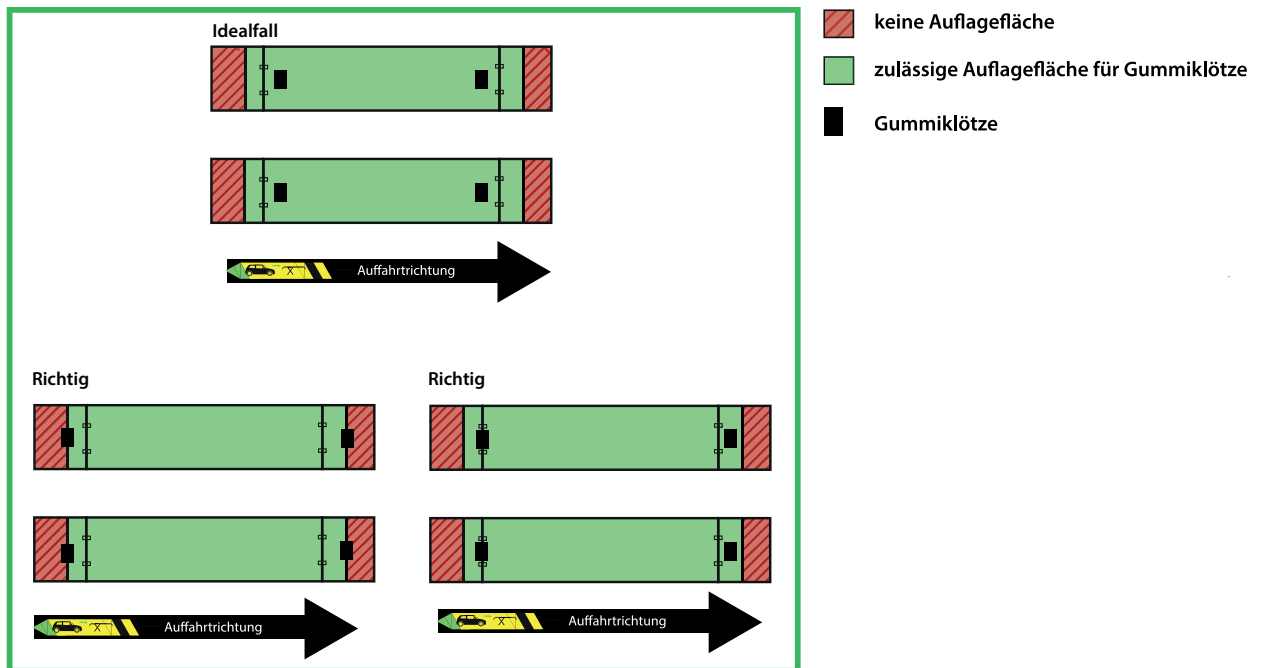 Idealfall
keine Auflagefläche
zulässige Auflagefläche für Gummiklötze
Gummiklötze
Auffahrtrichtung
Richtig
Richtig
Auffahrtrichtung
Auffahrtrichtung